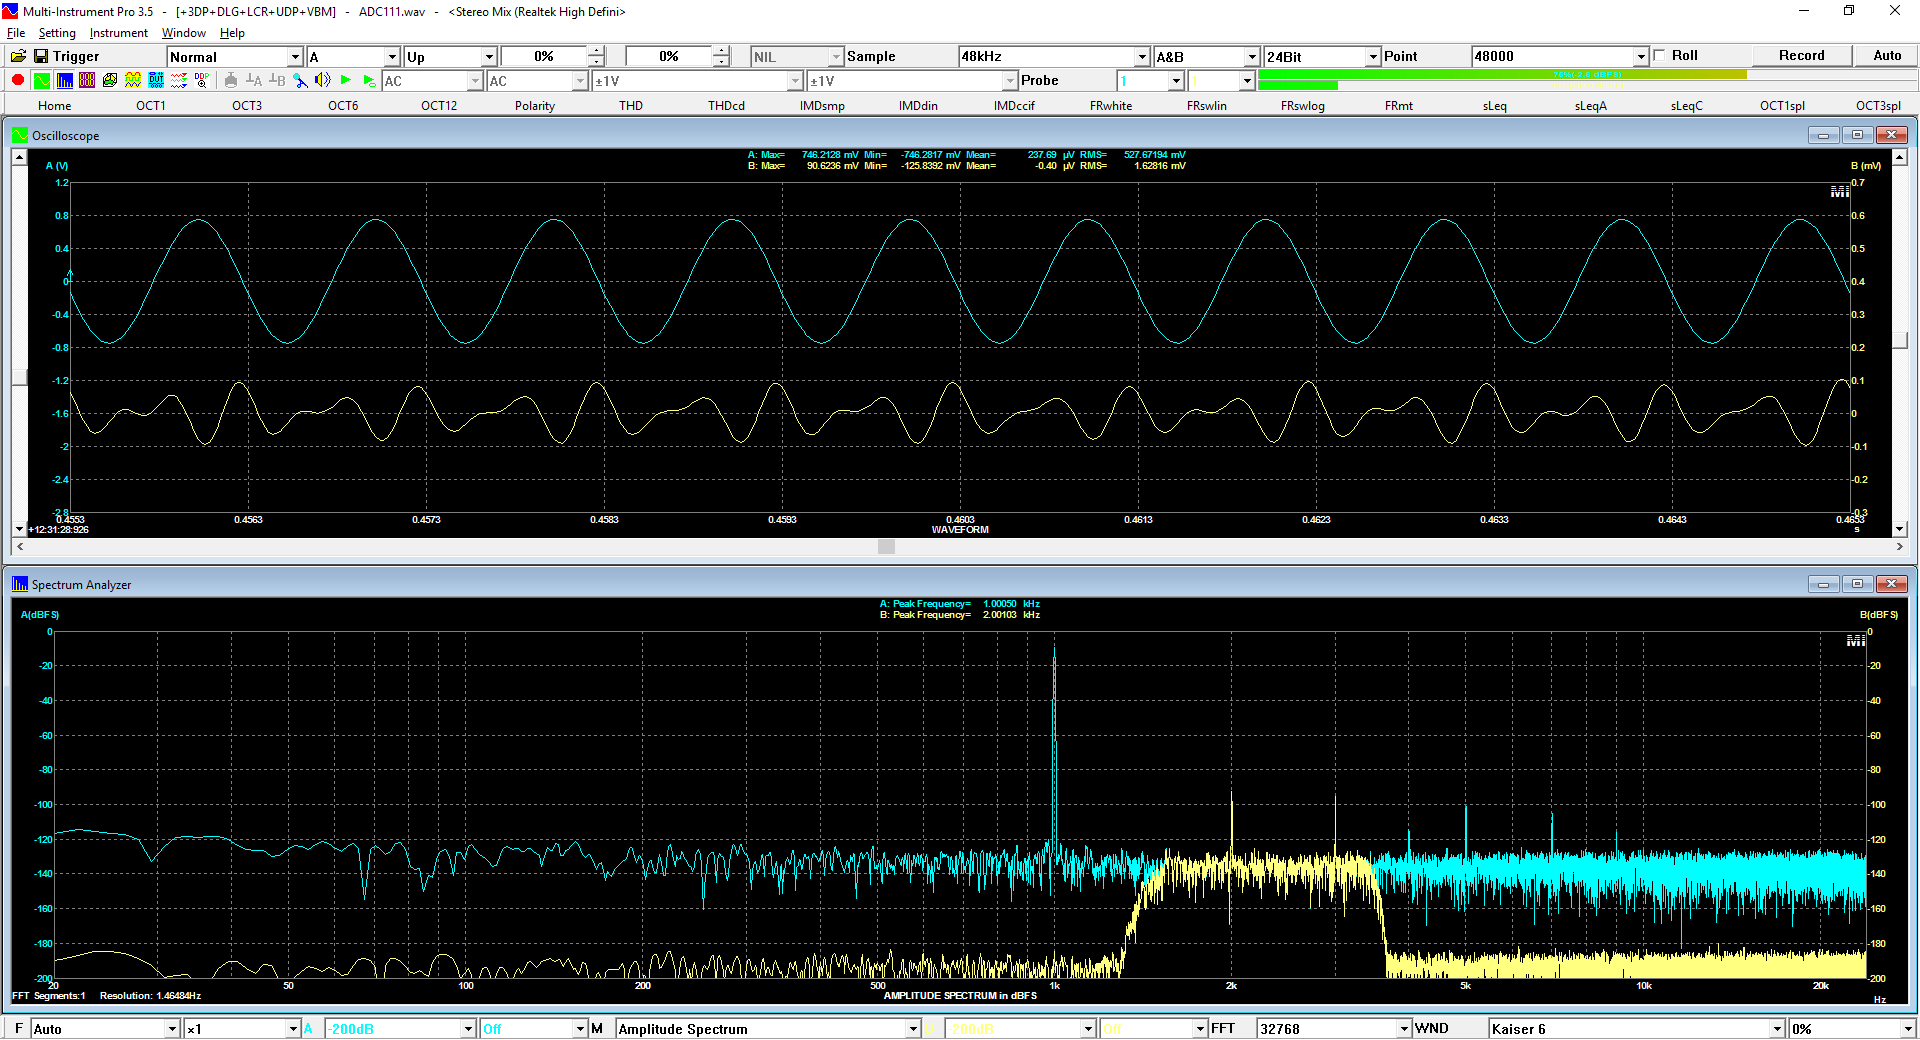 Multi-Instrument Pro 3.5 - [+3DP+DLG+LCR+UDP+VBM] - ADC111.wav - <Stereo Mix (Realtek High Defini>
File Setting Instrument Window Help
Trigger Normal A Up 0% 0% NIL Sample 48kHz A&B 24Bit Point 48000 Roll Record Auto
AC AC ±1V ±1V Probe 1 1
Home OCT1 OCT3 OCT6 OCT12 Polarity THD THDcd IMDsmp IMDdin IMDccif FRwhite FRswlin FRswlog FRmt sLeq sLeqA sLeqC OCT1spl OCT3spl
Oscilloscope
A: Max= 746.2128 mV Min= -746.2817 mV Mean= 237.69 µV RMS= 527.67194 mV
B: Max= 90.6236 mV Min= -125.8392 mV Mean= -0.40 µV RMS= 1.62816 mV
A (V) B (mV)
1.2 0.7
MI
0.8 0.6
0.4 0.5
0 0.4
-0.4 0.3
-0.8 0.2
-1.2 0.1
-1.6 0
-2 -0.1
-2.4 -0.2
-2.8 -0.3
0.4553 0.4563 0.4573 0.4583 0.4593 0.4603 0.4613 0.4623 0.4633 0.4643 0.4653
+12:31:28:926 WAVEFORM s
Spectrum Analyzer
A: Peak Frequency= 1.00050 kHz
B: Peak Frequency= 2.00103 kHz
A(dBFS) B(dBFS)
0 0
MI
-20 -20
-40 -40
-60 -60
-80 -80
-100 -100
-120 -120
-140 -140
-160 -160
-180 -180
-200 -200
20 50 100 200 500 1k 2k 5k 10k 20k
FFT Segments:1 Resolution: 1.46484Hz AMPLITUDE SPECTRUM in dBFS Hz
F Auto ×1 A -200dB Off M Amplitude Spectrum -200dB Off FFT 32768 WND Kaiser 6 0%